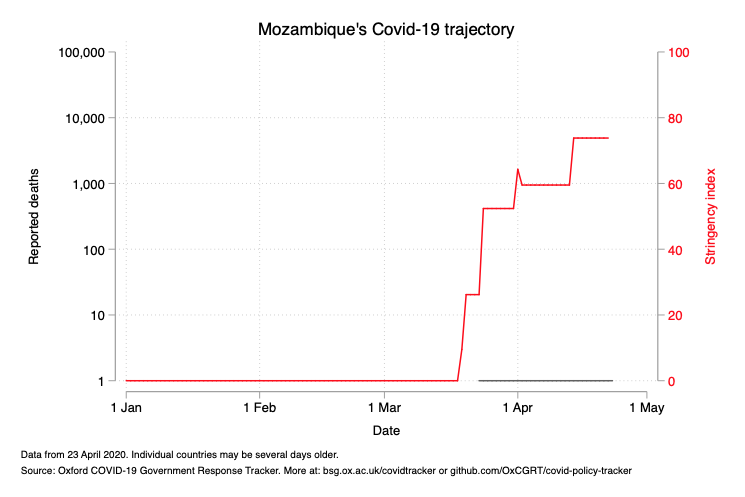 Mozambique's Covid-19 trajectory
100,000
10,000
1,000
100
10
1
Reported deaths
100
80
60
40
20
0
Stringency index
1 Jan
1 Feb
1 Mar
1 Apr
1 May
Date
Data from 23 April 2020. Individual countries may be several days older.
Source: Oxford COVID-19 Government Response Tracker. More at: bsg.ox.ac.uk/covidtracker or github.com/OxCGRT/covid-policy-tracker